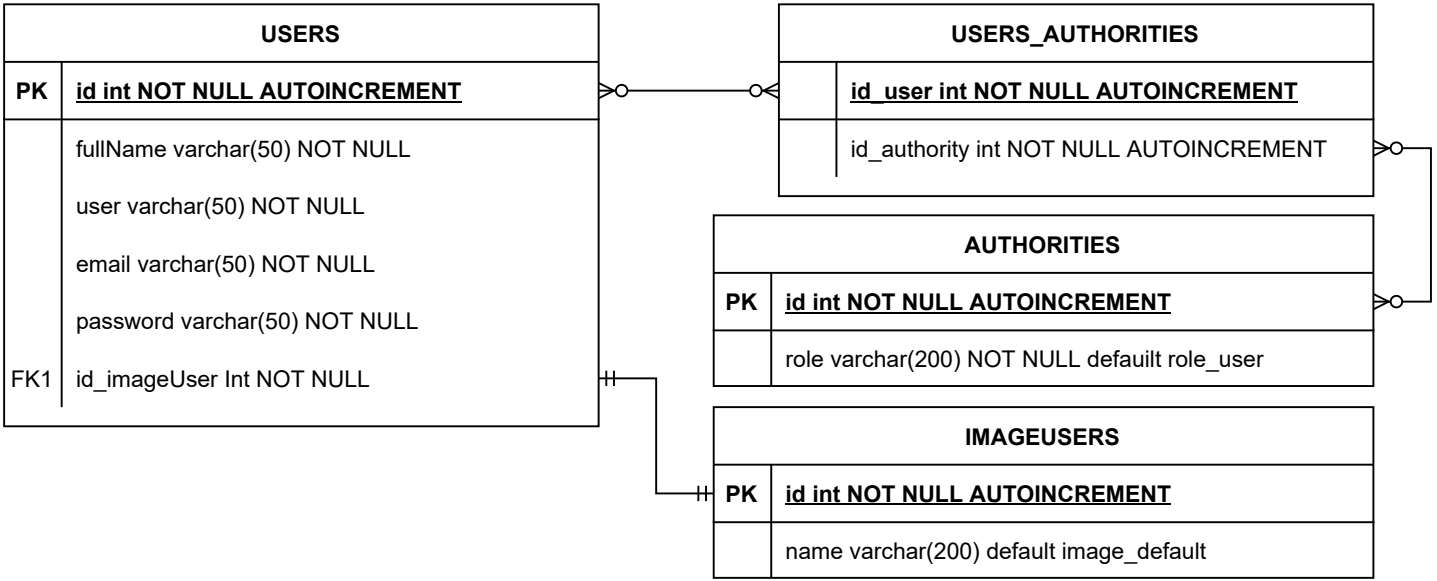 USERS
PK id int NOT NULL AUTOINCREMENT
fullName varchar(50) NOT NULL
user varchar(50) NOT NULL
email varchar(50) NOT NULL
password varchar(50) NOT NULL
FK1 id_imageUser Int NOT NULL
USERS_AUTHORITIES
id_user int NOT NULL AUTOINCREMENT
id_authority int NOT NULL AUTOINCREMENT
AUTHORITIES
PK id int NOT NULL AUTOINCREMENT
role varchar(200) NOT NULL defauilt role_user
IMAGEUSERS
PK id int NOT NULL AUTOINCREMENT
name varchar(200) default image_default